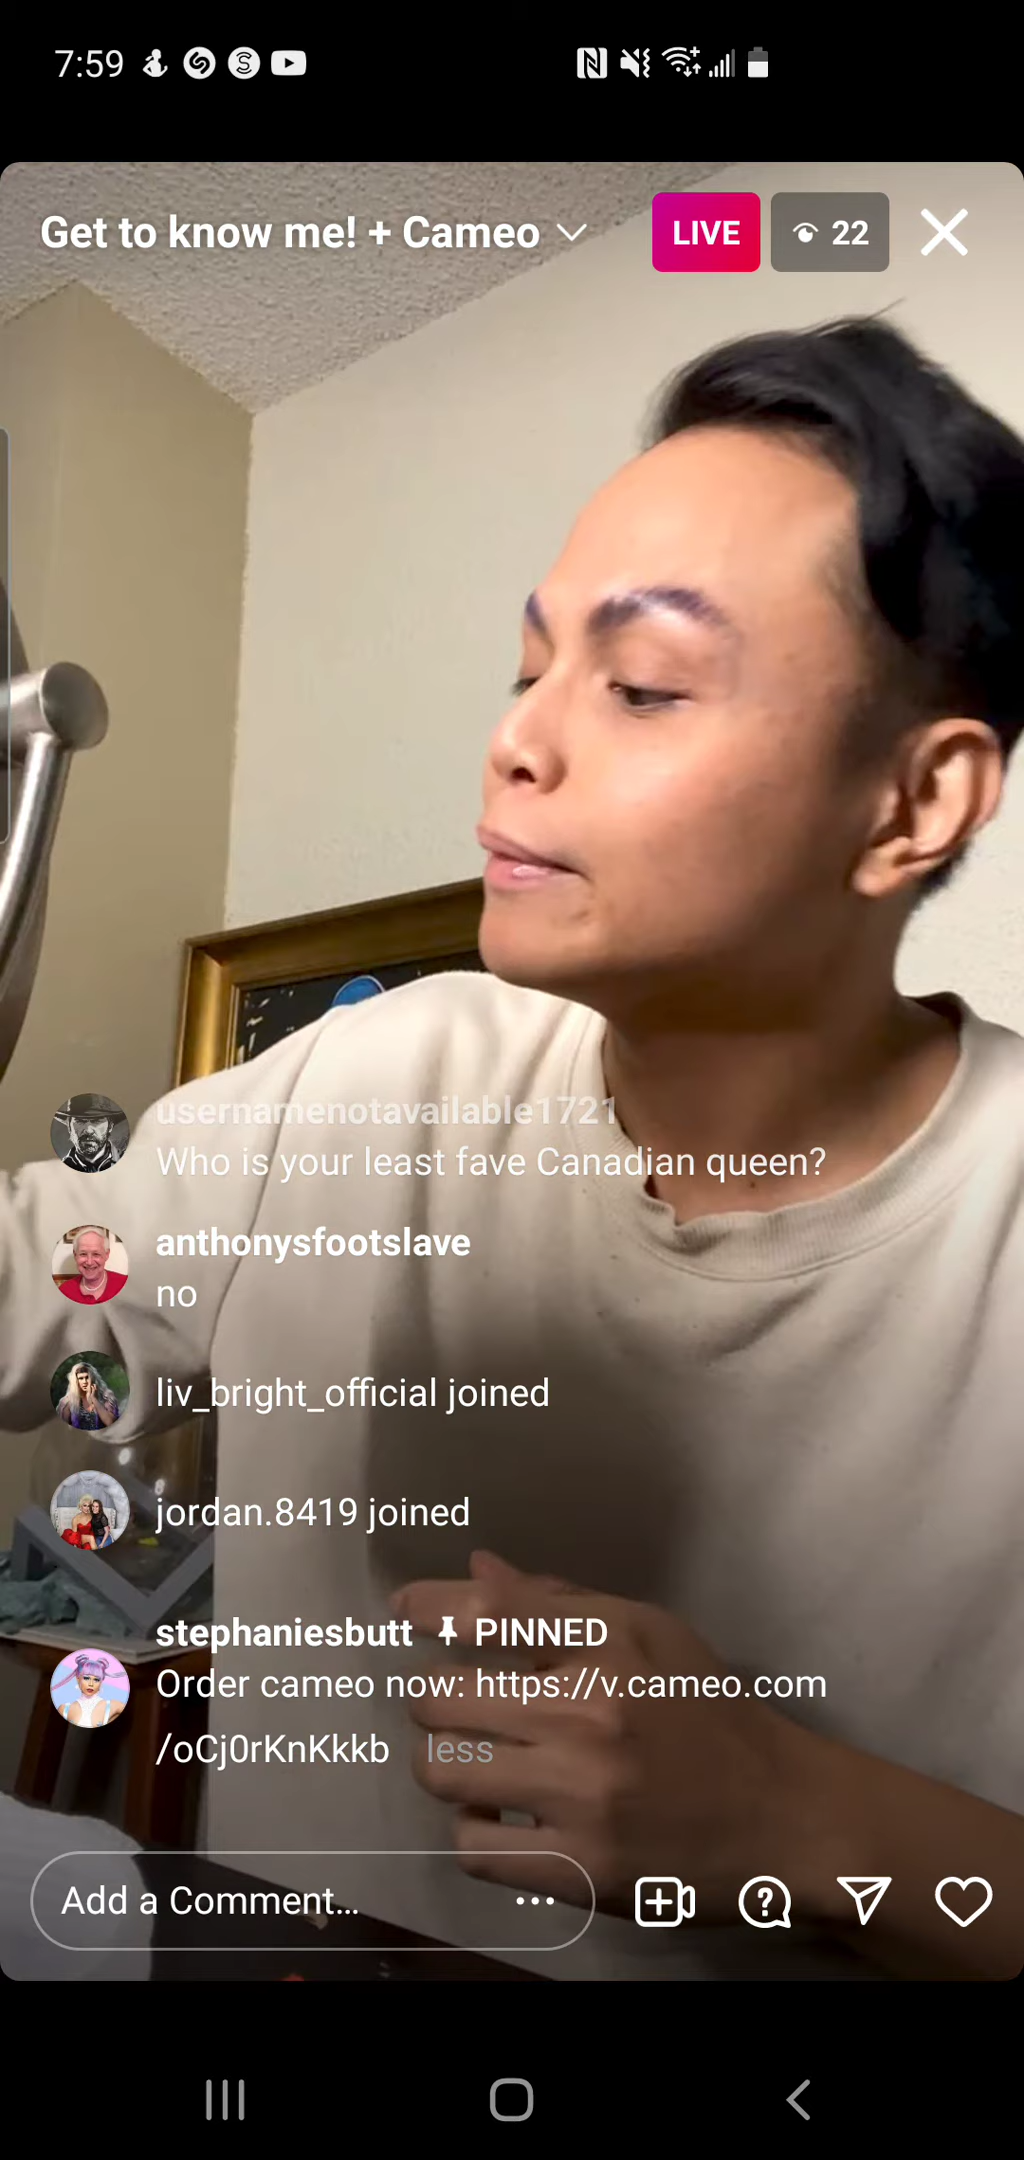 7:59
Get to know me! + Cameo
LIVE
22
usernamenotavailable1721
Who is your least fave Canadian queen?
anthonysfootslave
no
liv_bright_official joined
jordan.8419 joined
stephaniesbutt PINNED
Order cameo now: https://v.cameo.com
/oCj0rKnKkkb less
Add a Comment...